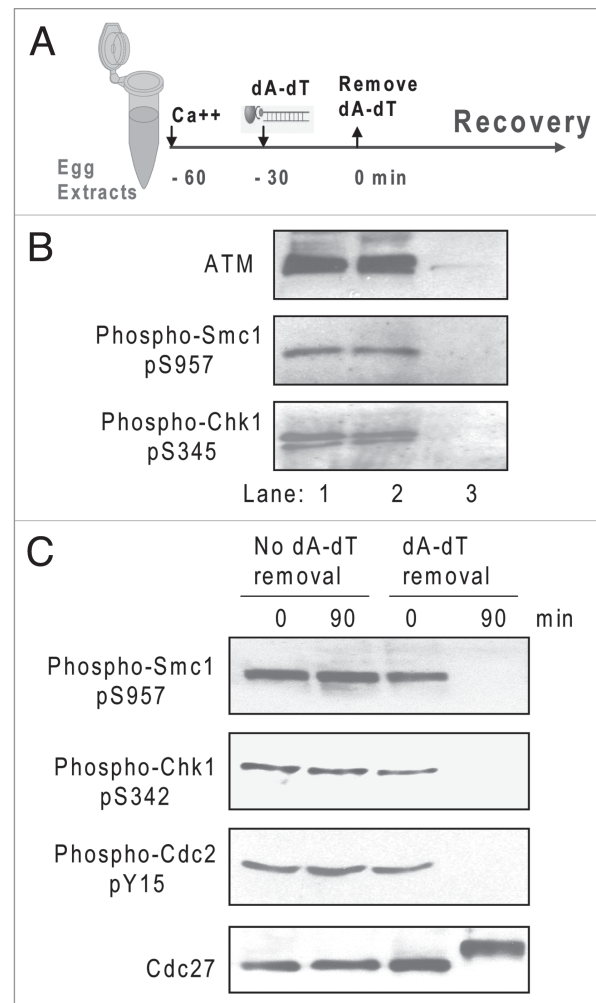 A
Ca++
dA-dT
Remove
dA-dT
Recovery
Egg
Extracts
- 60
- 30
0 min
B
ATM
Phospho-Smc1
pS957
Phospho-Chk1
pS345
Lane: 1 2 3
C
No dA-dT
removal
dA-dT
removal
0 90 0 90 min
Phospho-Smc1
pS957
Phospho-Chk1
pS342
Phospho-Cdc2
pY15
Cdc27